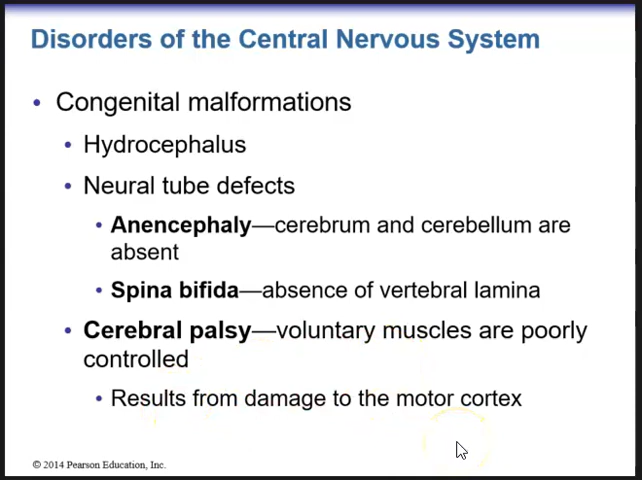 Disorders of the Central Nervous System
• Congenital malformations
• Hydrocephalus
• Neural tube defects
• Anencephaly—cerebrum and cerebellum are
absent
• Spina bifida—absence of vertebral lamina
• Cerebral palsy—voluntary muscles are poorly
controlled
• Results from damage to the motor cortex
© 2014 Pearson Education, Inc.